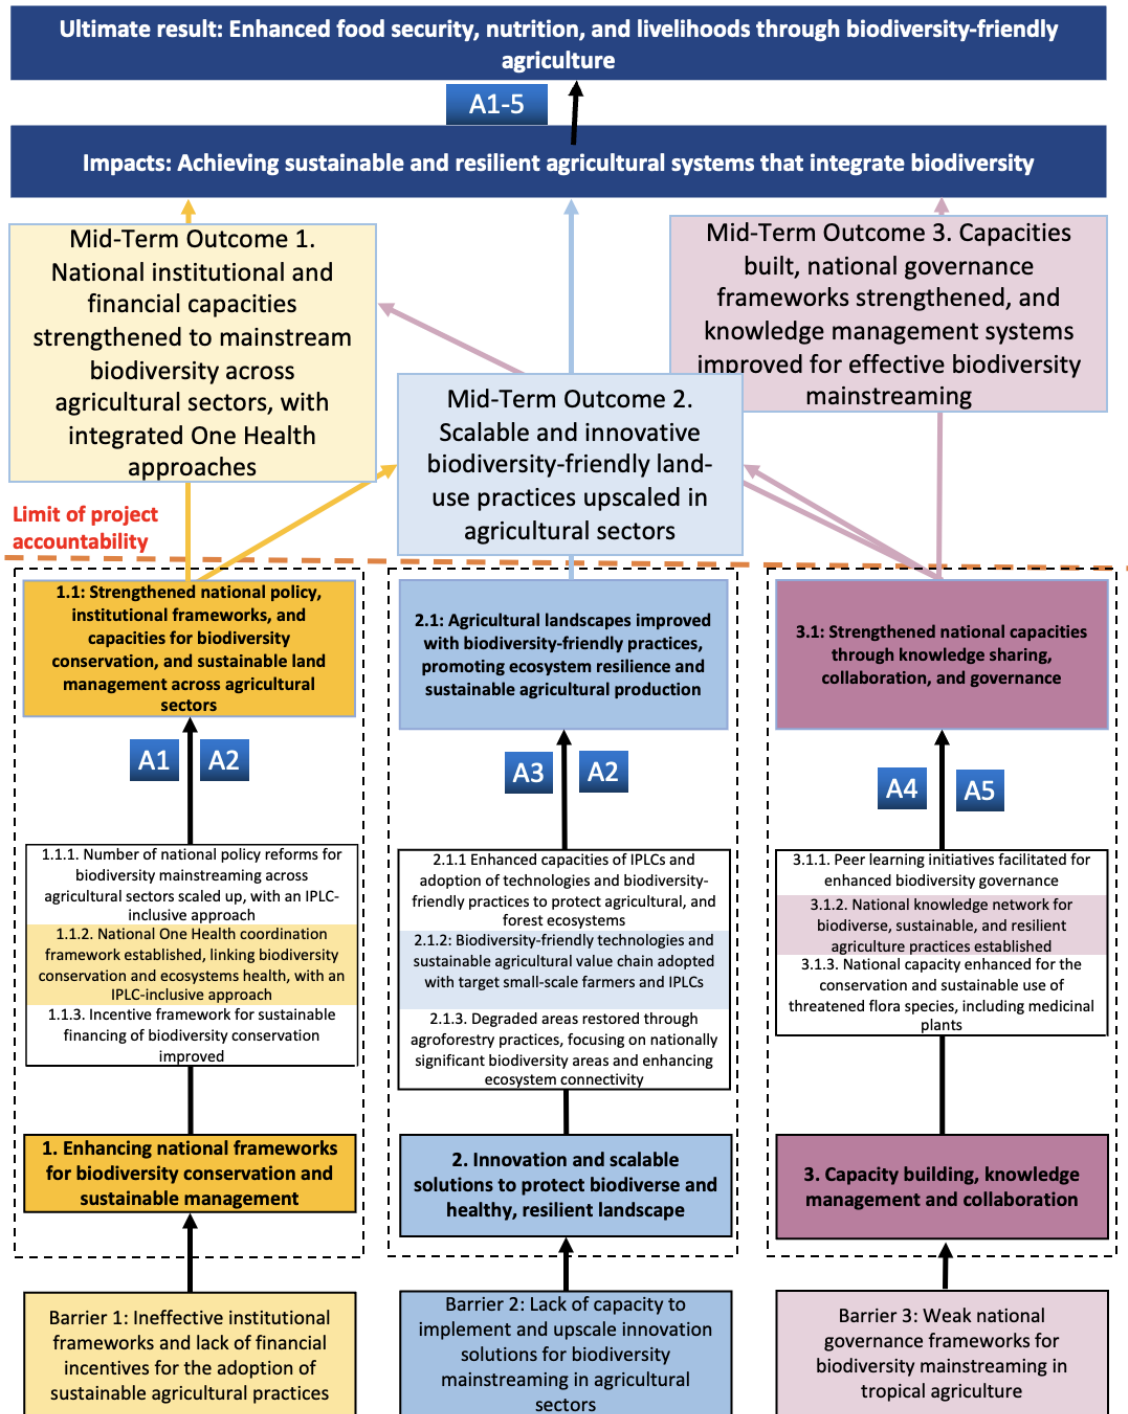 Ultimate result: Enhanced food security, nutrition, and livelihoods through biodiversity-friendly
agriculture
A1-5
Impacts: Achieving sustainable and resilient agricultural systems that integrate biodiversity
Mid-Term Outcome 1.
National institutional and
financial capacities
strengthened to mainstream
biodiversity across
agricultural sectors, with
integrated One Health
approaches
Mid-Term Outcome 2.
Scalable and innovative
biodiversity-friendly land-
use practices upscaled in
agricultural sectors
Mid-Term Outcome 3. Capacities
built, national governance
frameworks strengthened, and
knowledge management systems
improved for effective biodiversity
mainstreaming
Limit of project
accountability
1.1: Strengthened national policy,
institutional frameworks, and
capacities for biodiversity
conservation, and sustainable land
management across agricultural
sectors
A1
A2
1.1.1. Number of national policy reforms for
biodiversity mainstreaming across
agricultural sectors scaled up, with an IPLC-
inclusive approach
1.1.2. National One Health coordination
framework established, linking biodiversity
conservation and ecosystems health, with an
IPLC-inclusive approach
1.1.3. Incentive framework for sustainable
financing of biodiversity conservation
improved
1. Enhancing national frameworks
for biodiversity conservation and
sustainable management
Barrier 1: Ineffective institutional
frameworks and lack of financial
incentives for the adoption of
sustainable agricultural practices
2.1: Agricultural landscapes improved
with biodiversity-friendly practices,
promoting ecosystem resilience and
sustainable agricultural production
A3
A2
2.1.1 Enhanced capacities of IPLCs and
adoption of technologies and biodiversity-
friendly practices to protect agricultural, and
forest ecosystems
2.1.2: Biodiversity-friendly technologies and
sustainable agricultural value chain adopted
with target small-scale farmers and IPLCs
2.1.3. Degraded areas restored through
agroforestry practices, focusing on nationally
significant biodiversity areas and enhancing
ecosystem connectivity
2. Innovation and scalable
solutions to protect biodiverse and
healthy, resilient landscape
Barrier 2: Lack of capacity to
implement and upscale innovation
solutions for biodiversity
mainstreaming in agricultural
sectors
3.1: Strengthened national capacities
through knowledge sharing,
collaboration, and governance
A4
A5
3.1.1. Peer learning initiatives facilitated for
enhanced biodiversity governance
3.1.2. National knowledge network for
biodiverse, sustainable, and resilient
agriculture practices established
3.1.3. National capacity enhanced for the
conservation and sustainable use of
threatened flora species, including medicinal
plants
3. Capacity building, knowledge
management and collaboration
Barrier 3: Weak national
governance frameworks for
biodiversity mainstreaming in
tropical agriculture